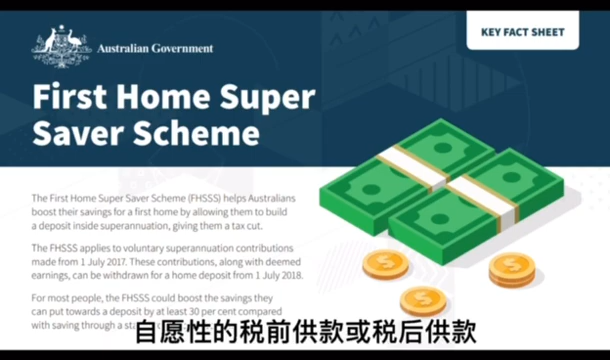 KEY FACT SHEET
Australian Government
First Home Super
Saver Scheme
The First Home Super Saver Scheme (FHSSS) helps Australians
boost their savings for a first home by allowing them to build
a deposit inside superannuation, giving them a tax cut.
The FHSSS applies to voluntary superannuation contributions
made from 1 July 2017. These contributions, along with deemed
earnings, can be withdrawn for a home deposit from 1 July 2018.
For most people, the FHSSS could boost the savings they
can put towards a deposit by at least 30 per cent compared
with saving through a
自愿性的税前供款或税后供款